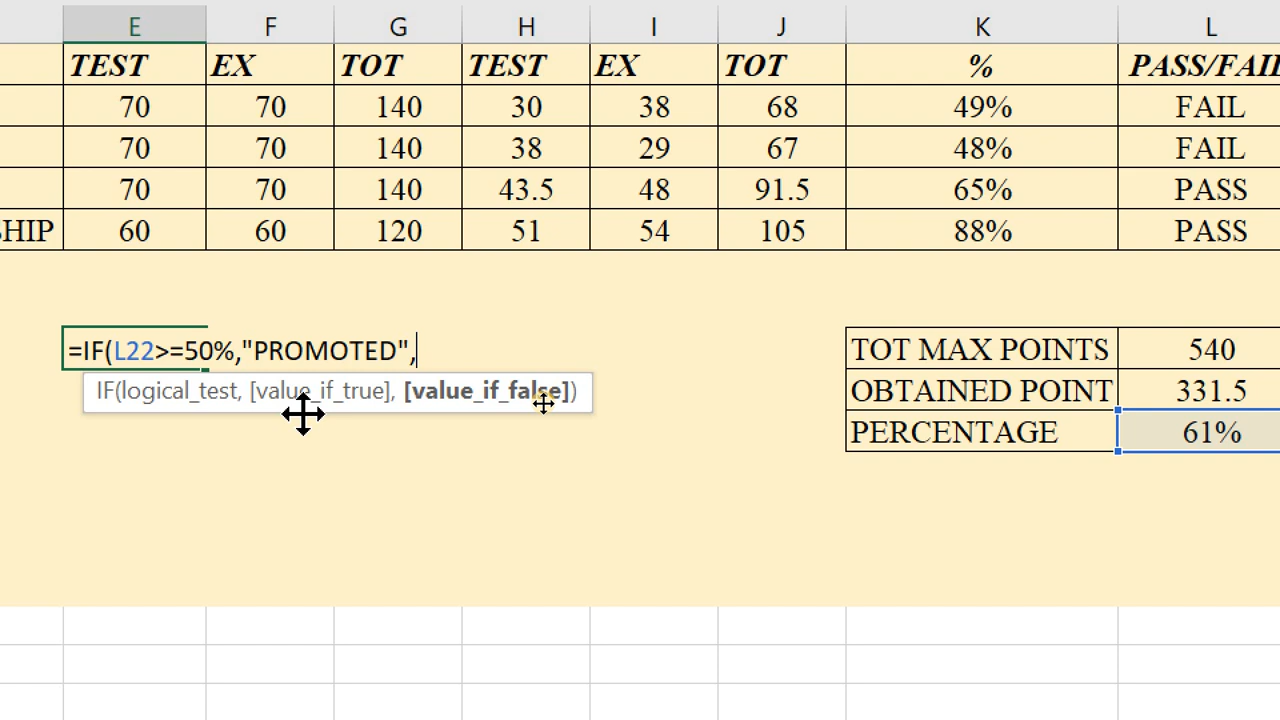 E F G H I J K L
TEST EX TOT TEST EX TOT % PASS/FAIL
70 70 140 30 38 68 49% FAIL
70 70 140 38 29 67 48% FAIL
70 70 140 43.5 48 91.5 65% PASS
SHIP 60 60 120 51 54 105 88% PASS
=IF(L22>=50%,"PROMOTED",
IF(logical_test, [value_if_true], [value_if_false])
TOT MAX POINTS 540
OBTAINED POINT 331.5
PERCENTAGE 61%